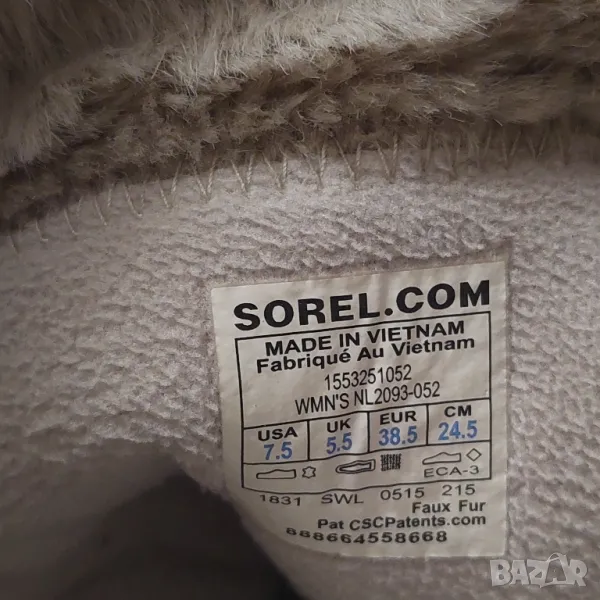 SOREL.COM
MADE IN VIETNAM
Fabriqué Au Vietnam
1553251052
WMN'S NL2093-052
USA UK EUR CM
7.5 5.5 38.5 24.5
ECA-3
1831 SWL 0515 215
Faux Fur
Pat CSCPatents.com
888664558668
BAZAR